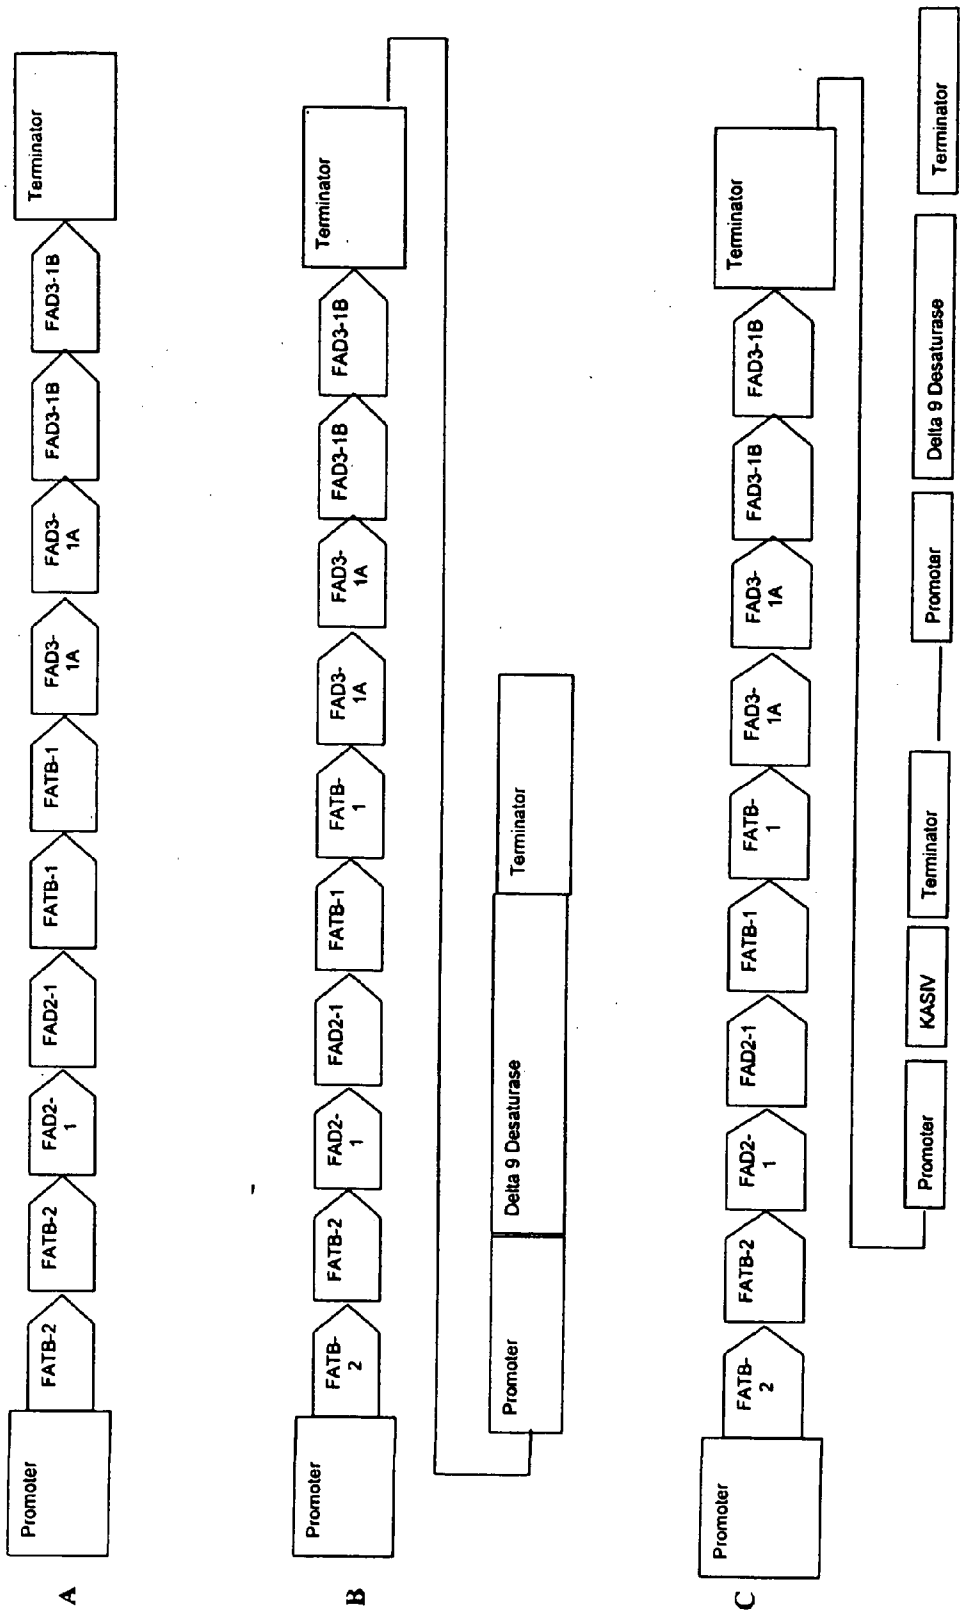 A
Promoter
FATB-2
FATB-2
FAD2-
1
FAD2-1
FATB-1
FATB-1
FAD3-
1A
FAD3-
1A
FAD3-1B
FAD3-1B
Terminator
B
Promoter
FATB-
2
FATB-2
FAD2-
1
FAD2-1
FATB-1
FATB-
1
FAD3-
1A
FAD3-
1A
FAD3-1B
FAD3-1B
Terminator
Promoter
Delta 9 Desaturase
Terminator
C
Promoter
FATB-
2
FATB-2
FAD2-
1
FAD2-1
FATB-1
FATB-
1
FAD3-
1A
FAD3-
1A
FAD3-1B
FAD3-1B
Terminator
Promoter
KASIV
Terminator
Promoter
Delta 9 Desaturase
Terminator